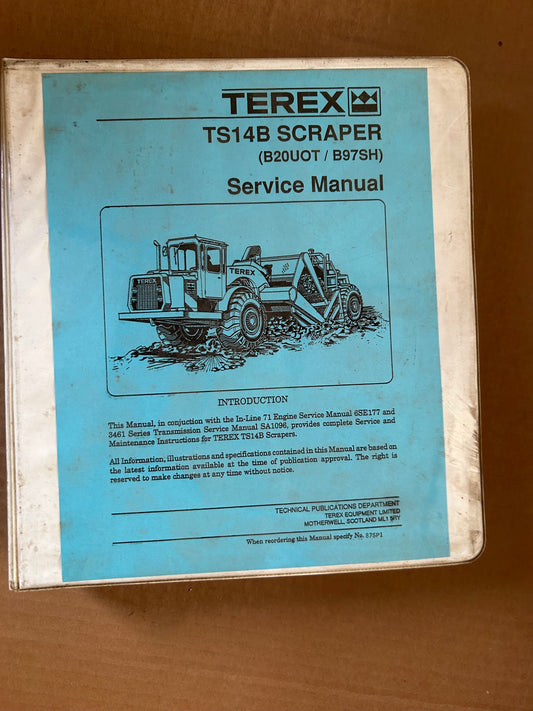 TEREX
TS14B SCRAPER
(B20UOT / B97SH)
Service Manual
TEREX
TEREX
INTRODUCTION
This Manual, in conjuction with the In-Line 71 Engine Service Manual 6SE177 and
3461 Series Transmission Service Manual SA1096, provides complete Service and
Maintenance Instructions for TEREX TS14B Scrapers.
All Information, illustrations and specifications contained in this Manual are based on
the latest information available at the time of publication approval. The right is
reserved to make changes at any time without notice.
TECHNICAL PUBLICATIONS DEPARTMENT
TEREX EQUIPMENT LIMITED
MOTHERWELL, SCOTLAND ML1 5RY
When reordering this Manual specify No. 87SP1